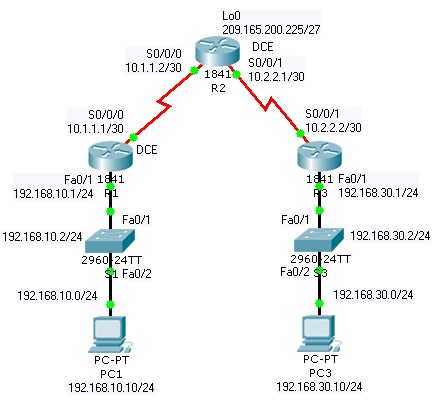 Lo0
209.165.200.225/27
DCE
S0/0/0
10.1.1.2/30
S0/0/1
10.2.2.1/30
1841
R2
S0/0/0
10.1.1.1/30
DCE
S0/0/1
10.2.2.2/30
Fa0/1
192.168.10.1/24
1841
R1
1841
R3
Fa0/1
192.168.30.1/24
Fa0/1
192.168.10.2/24
2960-24TT
S1
Fa0/2
Fa0/1
192.168.30.2/24
2960-24TT
S3
Fa0/2
192.168.10.0/24
192.168.30.0/24
PC-PT
PC1
192.168.10.10/24
PC-PT
PC3
192.168.30.10/24